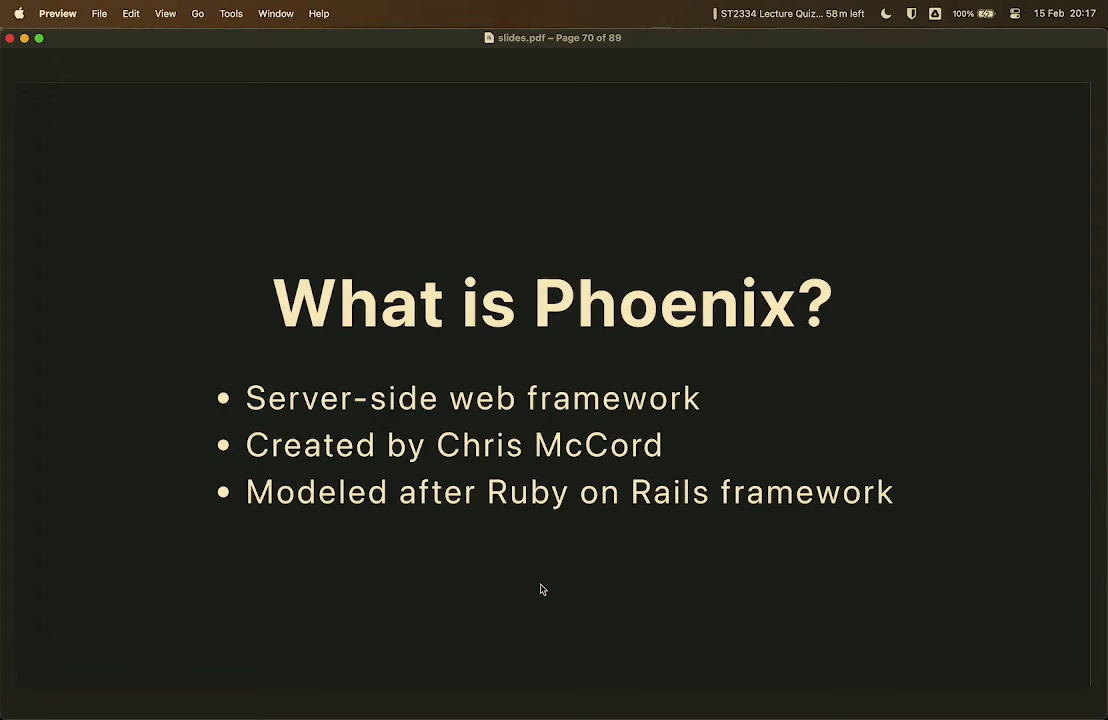 Preview File Edit View Go Tools Window Help ST2334 Lecture Quiz... 58m left 100% 15 Feb 20:17
slides.pdf – Page 70 of 89
What is Phoenix?
• Server-side web framework
• Created by Chris McCord
• Modeled after Ruby on Rails framework